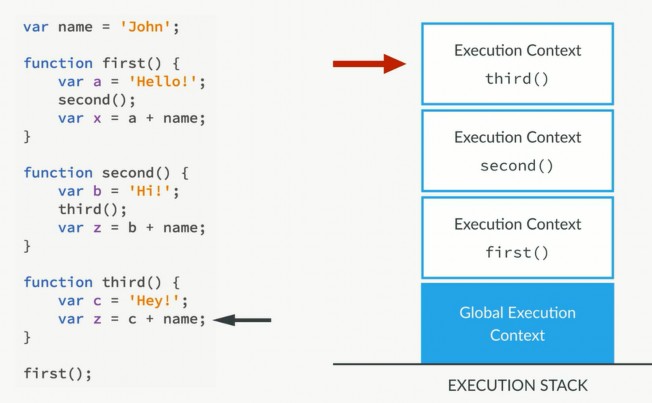 var name = 'John';
function first() {
    var a = 'Hello!';
    second();
    var x = a + name;
}
function second() {
    var b = 'Hi!';
    third();
    var z = b + name;
}
function third() {
    var c = 'Hey!';
    var z = c + name;
}
first();
Execution Context
third()
Execution Context
second()
Execution Context
first()
Global Execution
Context
EXECUTION STACK